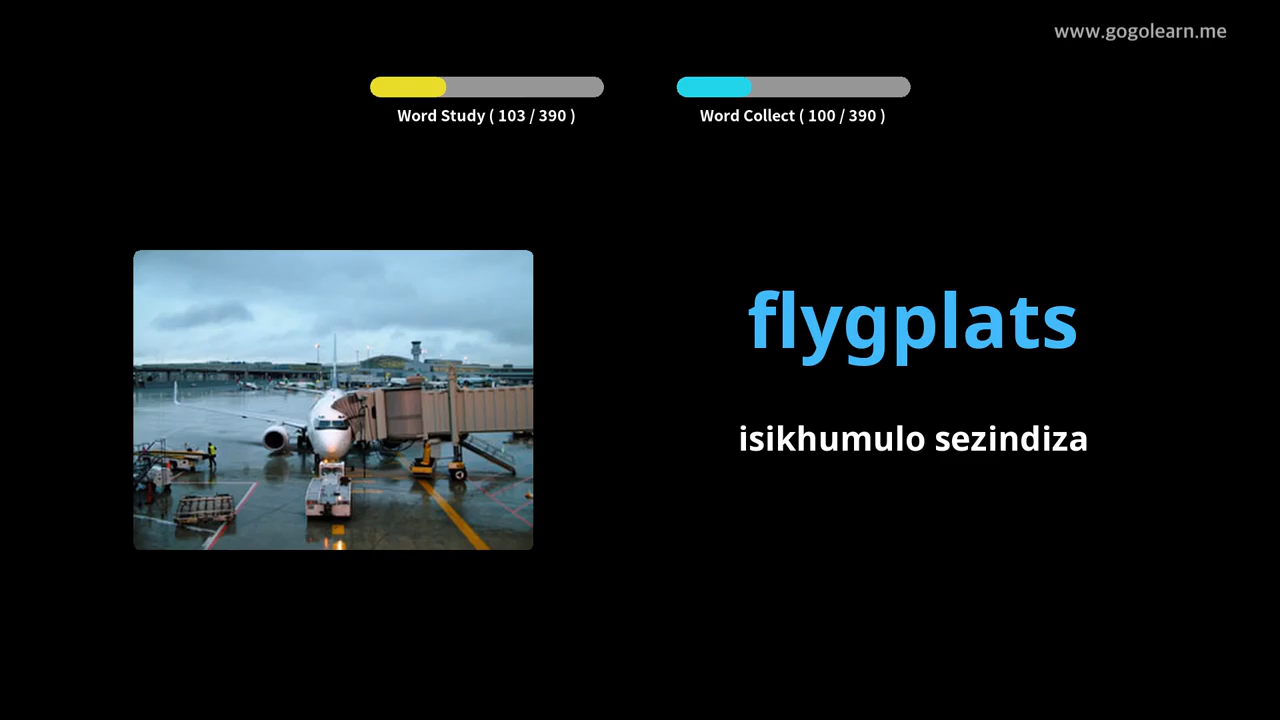 www.gogolearn.me
Word Study ( 103 / 390 )
Word Collect ( 100 / 390 )
flygplats
isikhumulo sezindiza